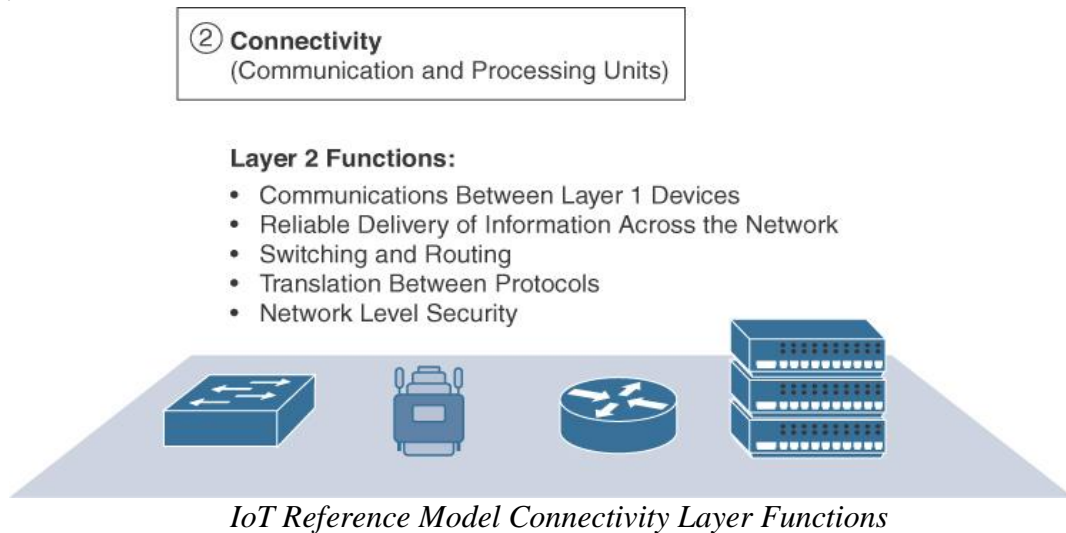 ② Connectivity
(Communication and Processing Units)
Layer 2 Functions:
• Communications Between Layer 1 Devices
• Reliable Delivery of Information Across the Network
• Switching and Routing
• Translation Between Protocols
• Network Level Security
IoT Reference Model Connectivity Layer Functions